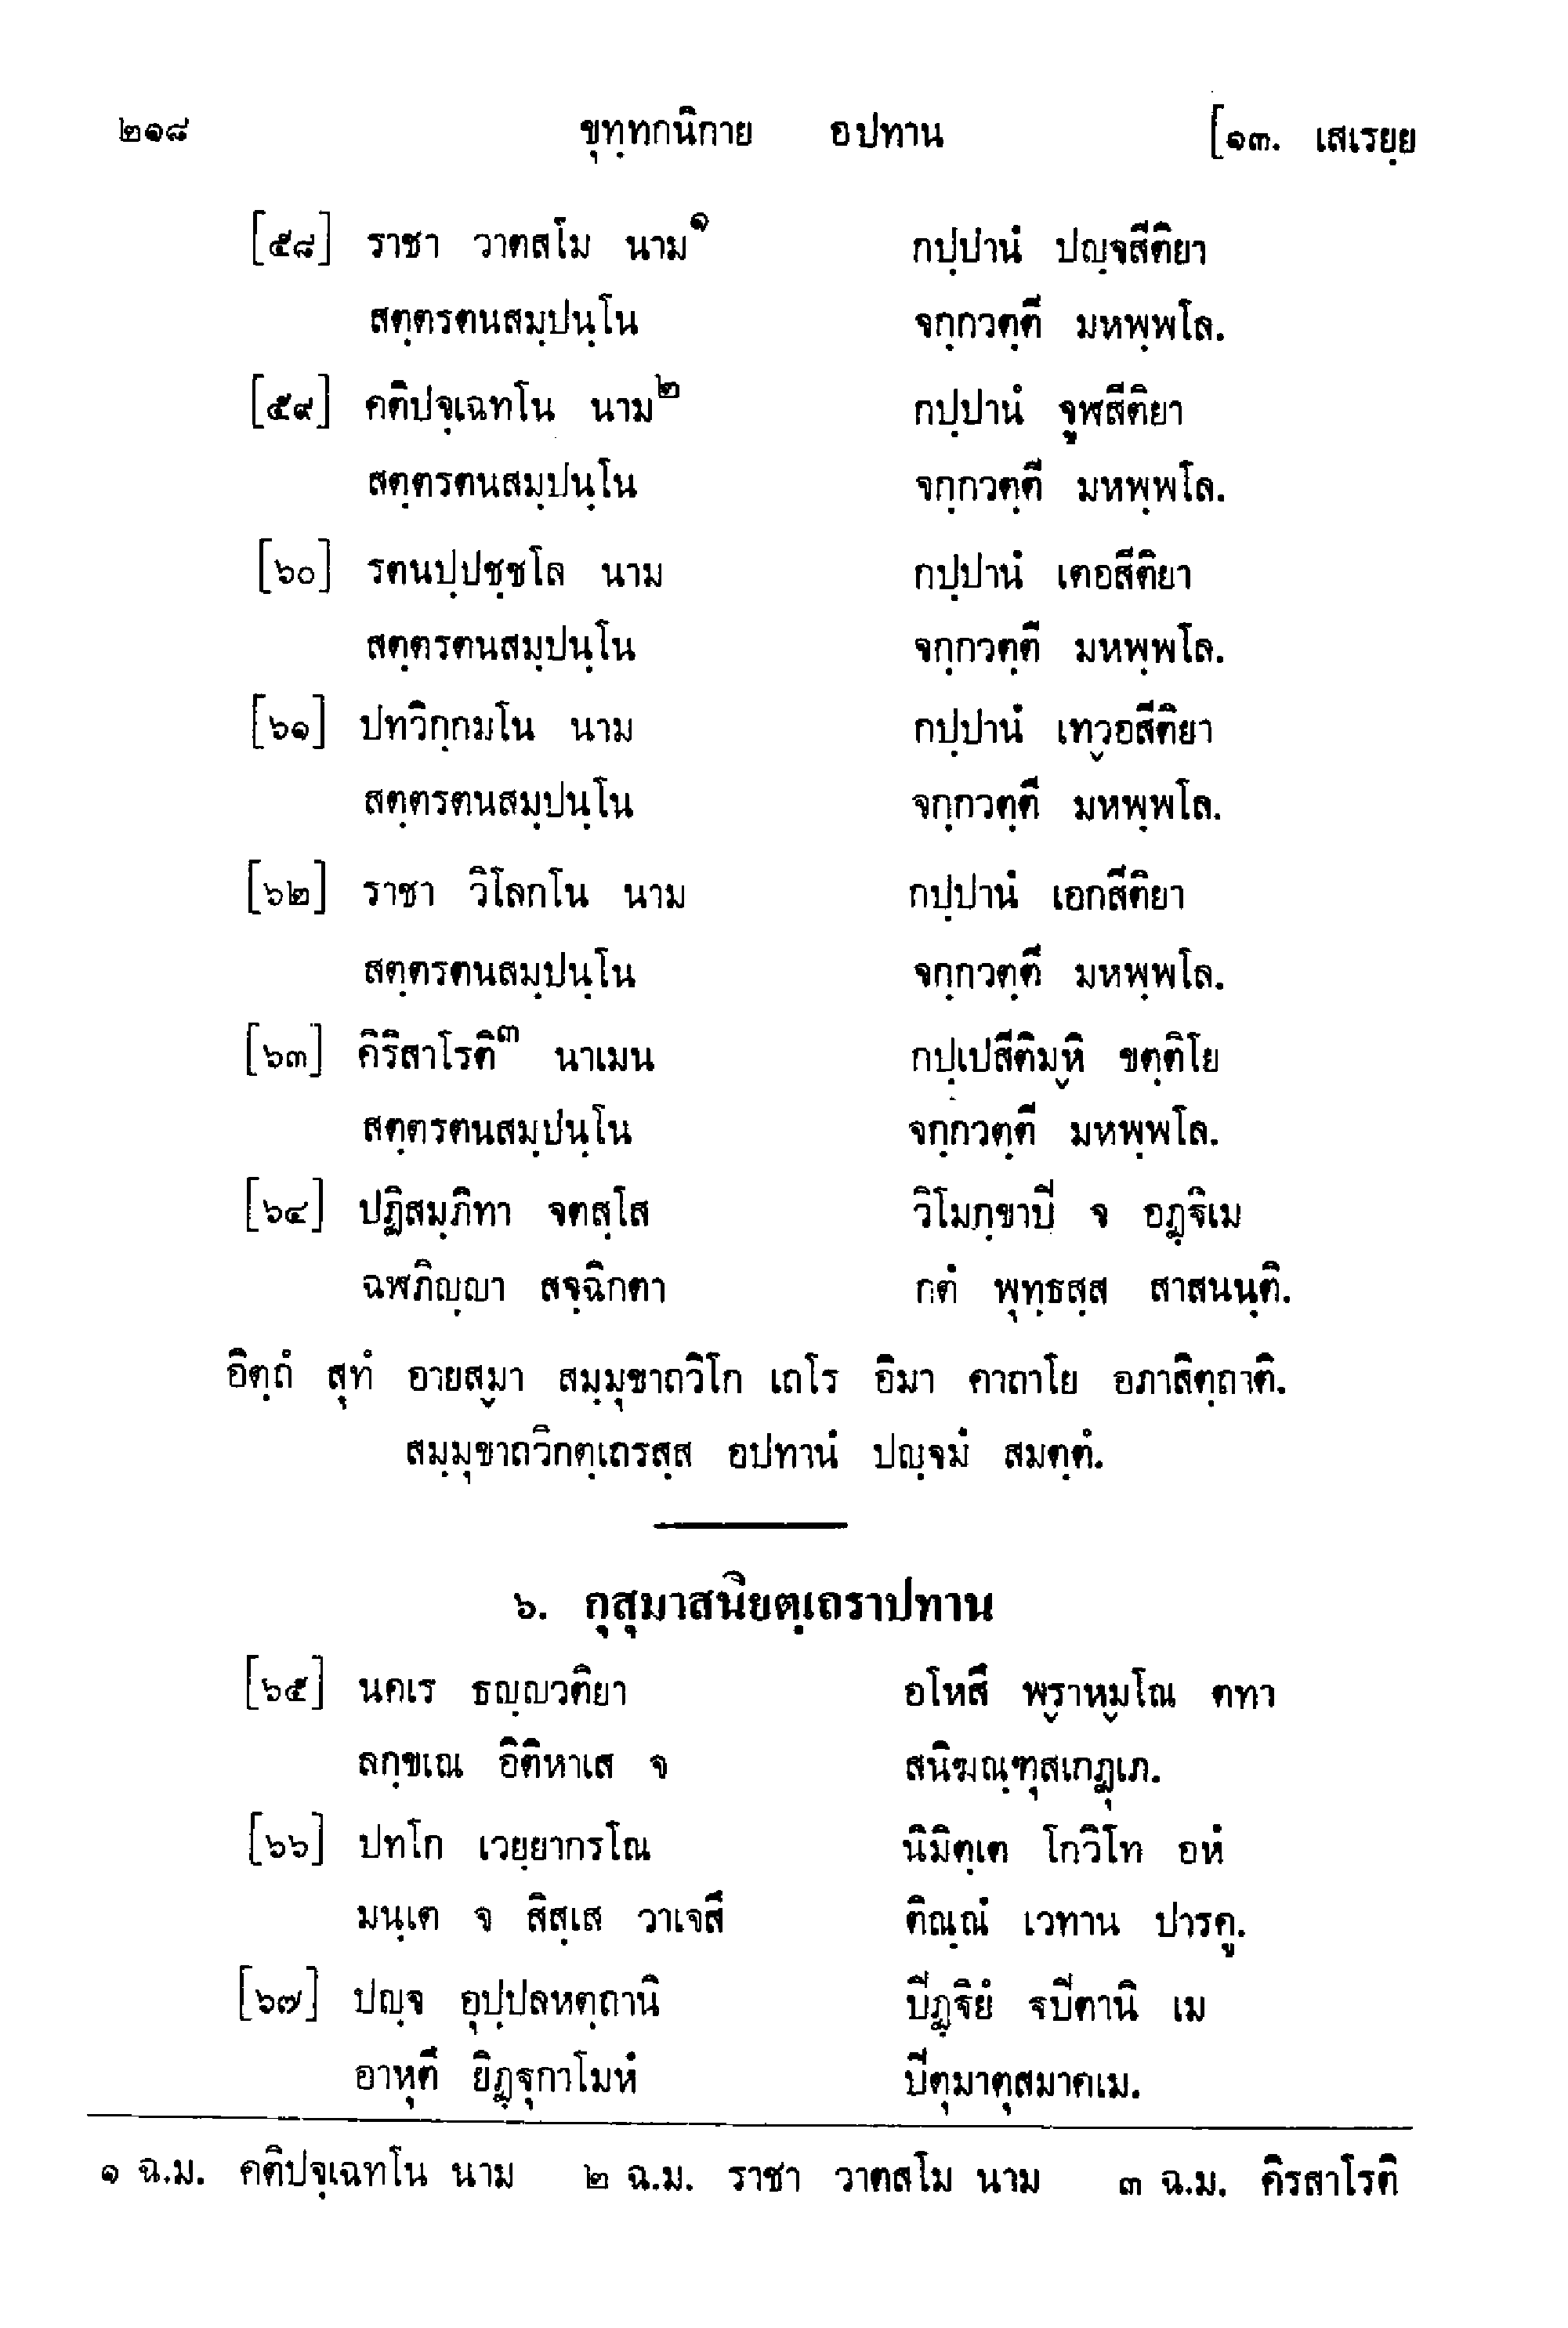 ๒๑๘ ขุทฺทกนิกาย อปทาน [๑๓. เสเรยฺย
[๕๘] ราชา วาตสโม นาม๑ กปฺปานํ ปญฺจสีติยา
สตฺตรตนสมฺปนฺโน จกฺกวตฺตี มหพฺพโล.
[๕๙] คติปจฺเฉทโน นาม๒ กปฺปานํ จูฬสีติยา
สตฺตรตนสมฺปนฺโน จกฺกวตฺตี มหพฺพโล.
[๖๐] รตนปฺปชฺชโล นาม กปฺปานํ เตอสีติยา
สตฺตรตนสมฺปนฺโน จกฺกวตฺตี มหพฺพโล.
[๖๑] ปทวิกฺกมโน นาม กปฺปานํ เทฺวอสีติยา
สตฺตรตนสมฺปนฺโน จกฺกวตฺตี มหพฺพโล.
[๖๒] ราชา วิโลกโน นาม กปฺปานํ เอกสีติยา
สตฺตรตนสมฺปนฺโน จกฺกวตฺตี มหพฺพโล.
[๖๓] คิริสาโรติ๓ นาเมน กปฺเปสีติมฺหิ ขตฺติโย
สตฺตรตนสมฺปนฺโน จกฺกวตฺตี มหพฺพโล.
[๖๔] ปฏิสมฺภิทา จตสฺโส วิโมกฺขาปิ จ อฏฺฐิเม
ฉฬภิญฺญา สจฺฉิกตา กตํ พุทฺธสฺส สาสนนฺติ.
อิตฺถํ สุทํ อายสฺมา สมฺมุขาถวิโก เถโร อิมา คาถาโย อภาสิตฺถาติ.
สมฺมุขาถวิกตฺเถรสฺส อปทานํ ปญฺจมํ สมตฺตํ.
๖. กุสุมาสนิยตฺเถราปทาน
[๖๕] นคเร ธญฺญวติยา อโหสึ พฺราหฺมโณ ตทา
ลกฺขเณ อิติหาเส จ สนิฆณฺฑุสเกฏุเภ.
[๖๖] ปทโก เวยฺยากรโณ นิมิตฺเต โกวิโท อหํ
มนฺเต จ สิสฺเส วาเจสึ ติณฺณํ เวทาน ปารคู.
[๖๗] ปญฺจ อุปฺปลหตฺถานิ ปิฏฺฐิยํ ฐปิตานิ เม
อาหุตึ ยิฏฺฐุกาโมหํ ปิตุมาตุสมาคเม.
๑ ฉ.ม. คติปจฺเฉทโน นาม ๒ ฉ.ม. ราชา วาตสโม นาม ๓ ฉ.ม. คิรสาโรติ